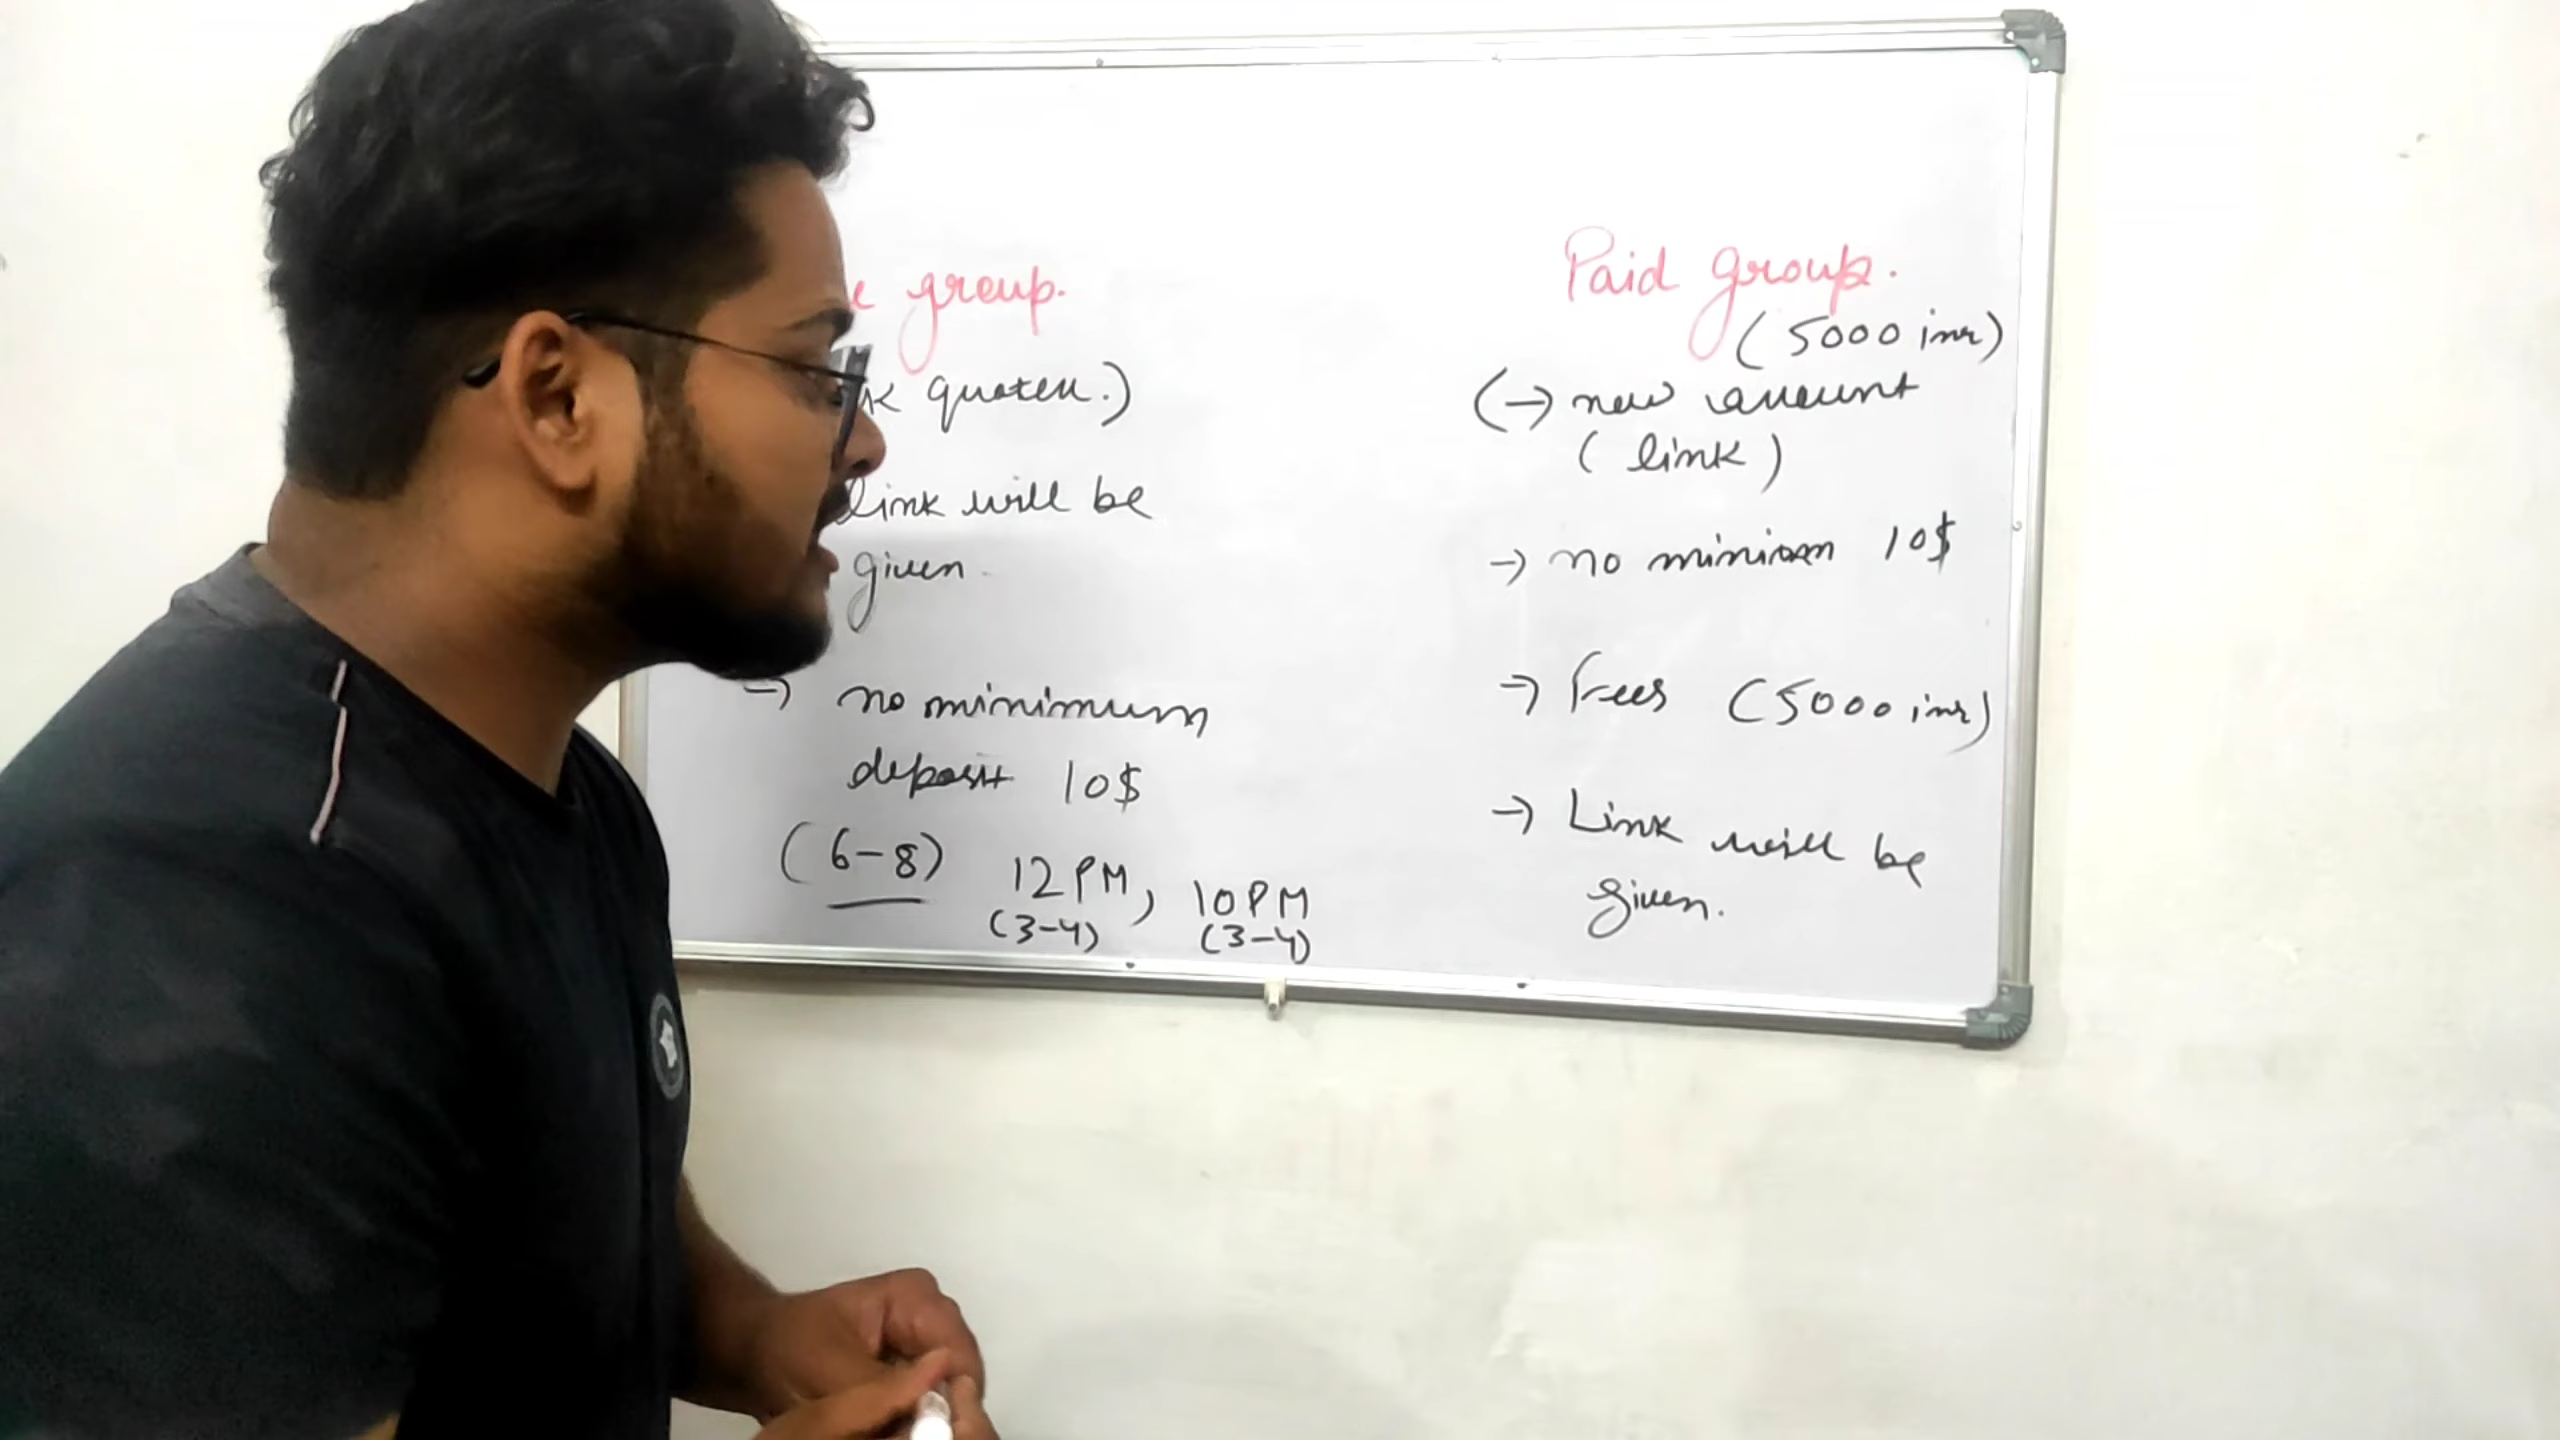 group.
quoten.)
link will be
given.
→ no minimum
deposit 10$
(6-8) 12PM, 10PM
(3-4) (3-4)
Paid group.
(5000 inr)
(→ new account
(link)
→ no minimum 10$
→ Fees (5000 inr)
→ Link will be
given.